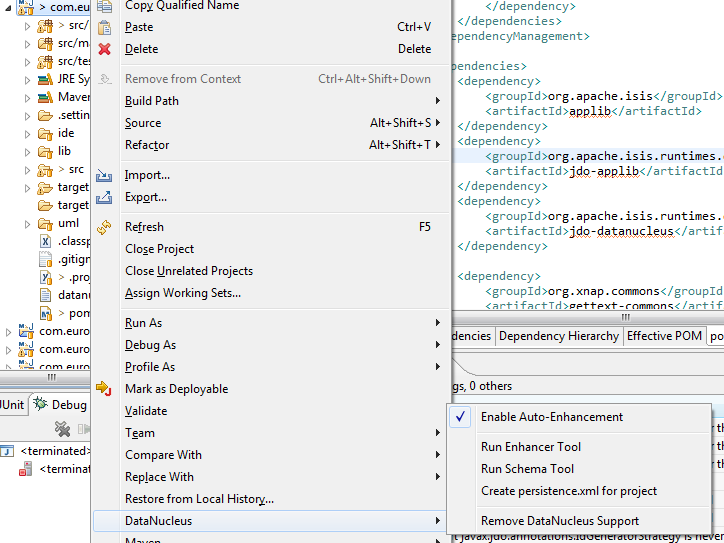 > com.euro
> src/
src/ma
src/tes
JRE Sy
Maven
.setting
ide
lib
> src
target
target
uml
.classp
.gitign
> .proj
datanu
> pom
com.euro
com.euro
com.euro
Copy Qualified Name
Paste Ctrl+V
Delete Delete
Remove from Context Ctrl+Alt+Shift+Down
Build Path
Source Alt+Shift+S
Refactor Alt+Shift+T
Import...
Export...
Refresh F5
Close Project
Close Unrelated Projects
Assign Working Sets...
Run As
Debug As
Profile As
Mark as Deployable
Validate
Team
Compare With
Replace With
Restore from Local History...
DataNucleus
Maven
</dependency>
</dependencies>
ependencyManagement>
pendencies>
<dependency>
<groupId>org.apache.isis</groupId>
<artifactId>applib</artifactId>
</dependency>
<dependency>
<groupId>org.apache.isis.runtimes.
<artifactId>jdo-applib</artifactId
</dependency>
<dependency>
<groupId>org.apache.isis.runtimes.
<artifactId>jdo-datanucleus</artif
</dependency>
<dependency>
<groupId>org.xnap.commons</groupId
<artifactId>gettext-commons</artif
dencies Dependency Hierarchy Effective POM po
gs, 0 others
Enable Auto-Enhancement
Run Enhancer Tool
Run Schema Tool
Create persistence.xml for project
Remove DataNucleus Support
t javax.jdo.annotations.IdGeneratorStrategy is never
JUnit Debug
<terminated>
<terminat